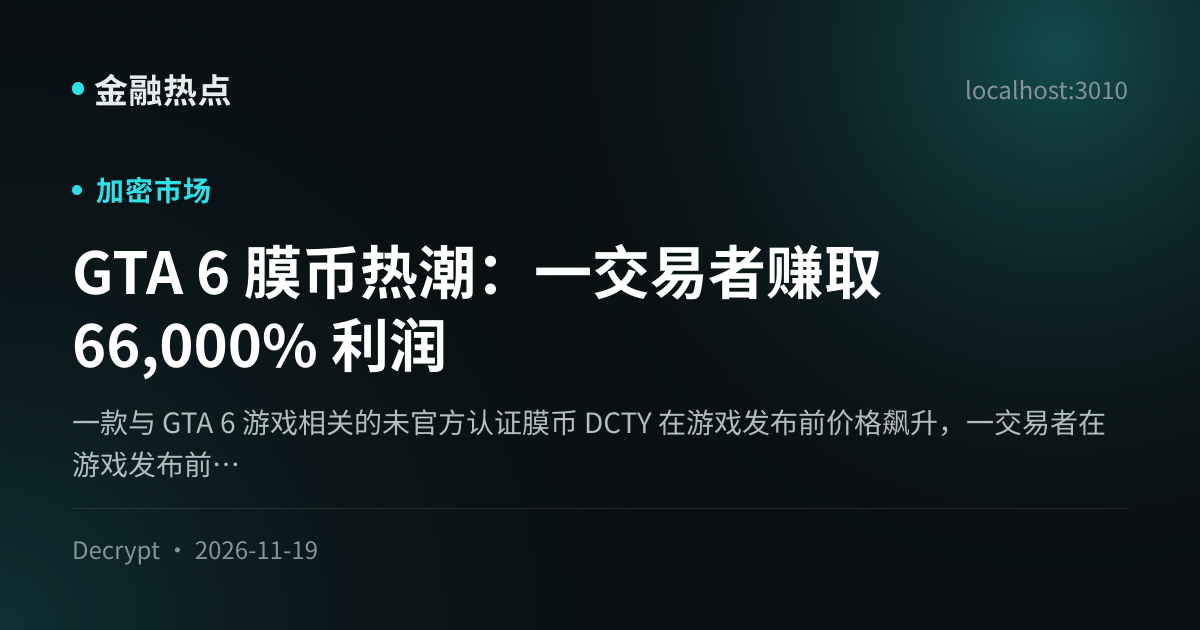 金融热点
localhost:3010
加密市场
GTA 6 膜币热潮：一交易者赚取
66,000% 利润
一款与 GTA 6 游戏相关的未官方认证膜币 DCTY 在游戏发布前价格飙升，一交易者在
游戏发布前…
Decrypt • 2026-11-19